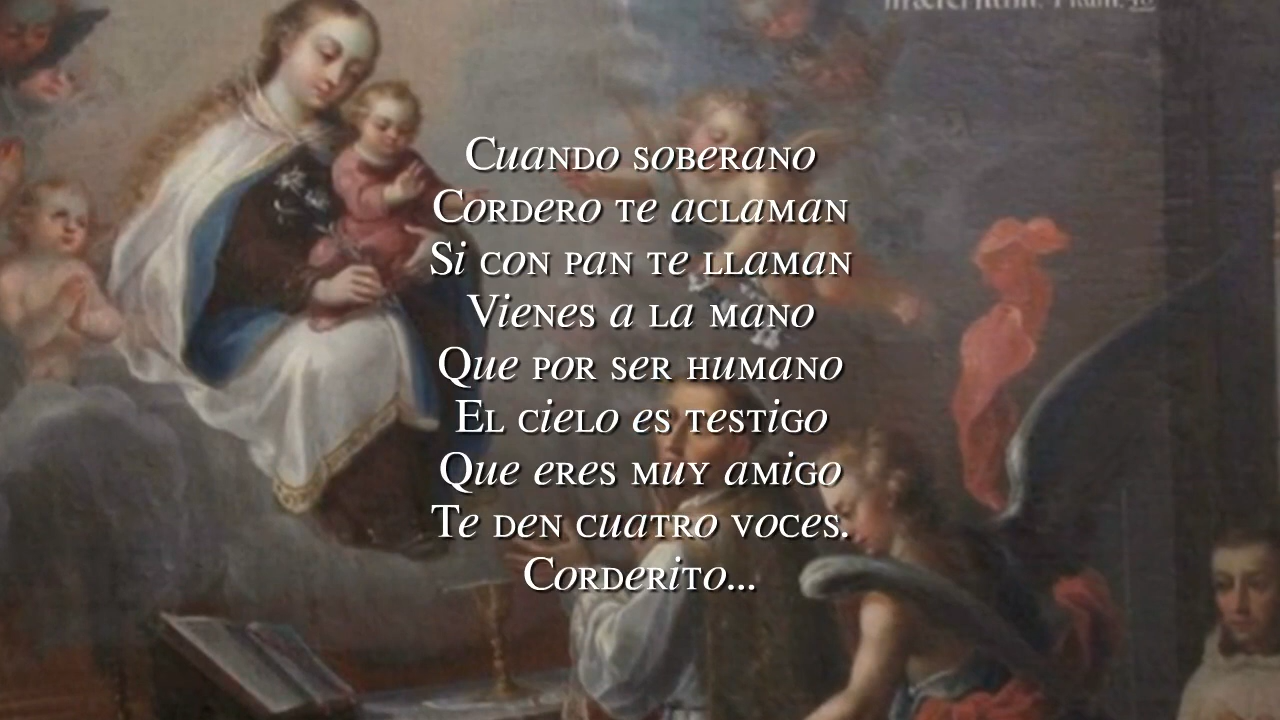 Cuando soberano
Cordero te aclaman
Si con pan te llaman
Vienes a la mano
Que por ser humano
El cielo es testigo
Que eres muy amigo
Te den cuatro voces.
Corderito...